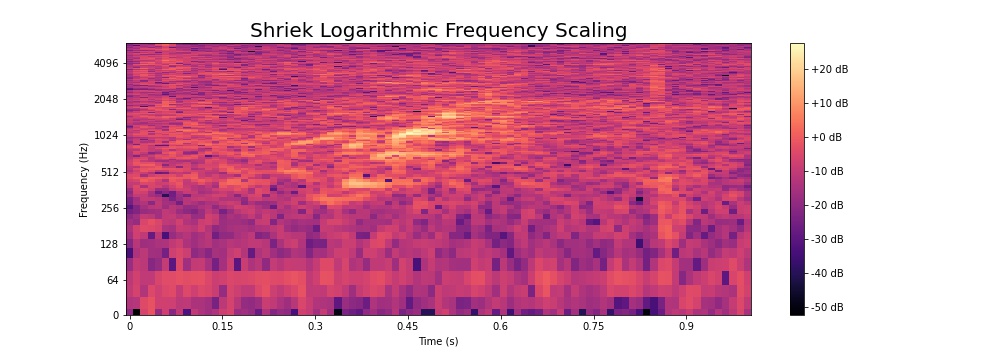 Shriek Logarithmic Frequency Scaling
4096
2048
1024
512
256
128
64
0
Frequency (Hz)
0 0.15 0.3 0.45 0.6 0.75 0.9
Time (s)
+20 dB
+10 dB
+0 dB
-10 dB
-20 dB
-30 dB
-40 dB
-50 dB